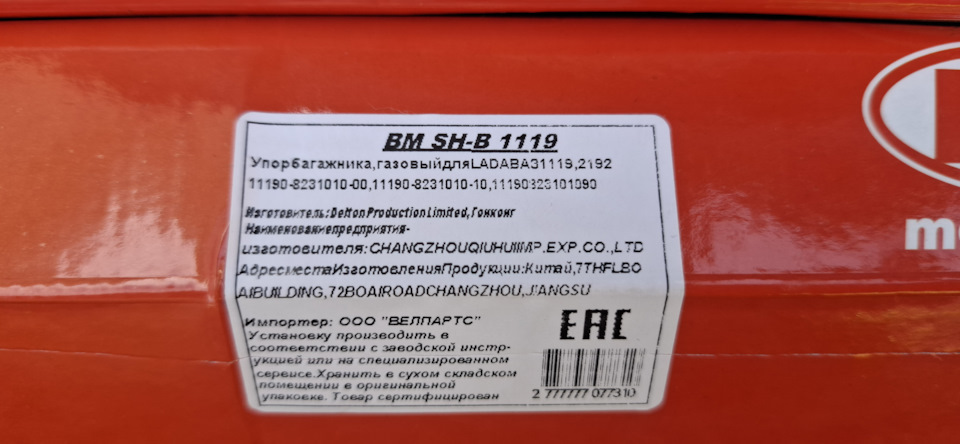 BM SH-B 1119
Упорбагажника,газовыйдляLADAВАЗ1119,2192
11190-8231010-00,11190-8231010-10,11190823101090
Изготовитель:Delton Production Limited,Гонконг
Наименованиепредприятия-
изготовителя:CHANGZHOUQIUHUIIMP.EXP.CO.,LTD
АдресместаИзготовленияПродукции:Китай,7THFLBO
AIBUILDING,72BOAIROADCHANGZHOU,JIANGSU
Импортер: ООО "ВЕЛПАРТС"
Установку производить в
соответствии с заводской инстр-
укцией или на специализированном
сервисе.Хранить в сухом складском
помещении в оригинальной
упаковке. Товар сертифицирован
EAC
2 777777 077310